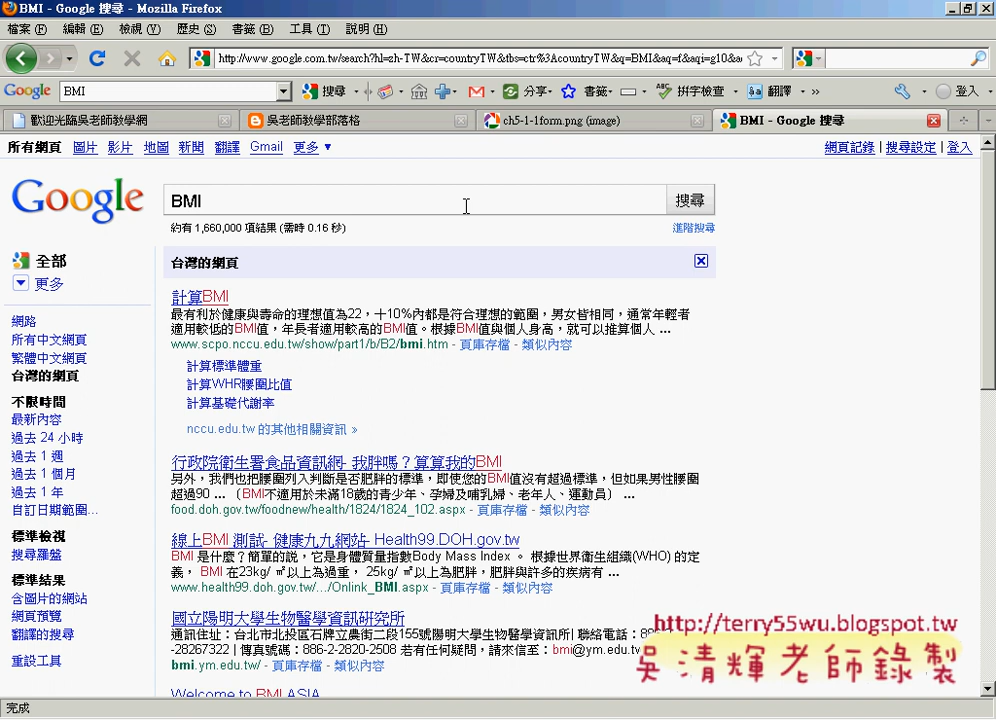 BMI - Google 搜尋 - Mozilla Firefox
檔案(F) 編輯(E) 檢視(V) 歷史(S) 書籤(B) 工具(T) 說明(H)
http://www.google.com.tw/search?hl=zh-TW&cr=countryTW&tbs=ctr%3AcountryTW&q=BMI&aq=f&aqi=g10&a
Google BMI 搜尋 分享 書籤 拼字檢查 翻譯 » 登入
歡迎光臨吳老師教學網 吳老師教學部落格 ch5-1-1form.png (image) BMI - Google 搜尋
所有網頁 圖片 影片 地圖 新聞 翻譯 Gmail 更多 ▼ 網頁記錄 | 搜尋設定 | 登入
Google BMI 搜尋
約有 1,660,000 項結果 (需時 0.16 秒) 進階搜尋
全部
更多
網路
所有中文網頁
繁體中文網頁
台灣的網頁
不限時間
最新內容
過去 24 小時
過去 1 週
過去 1 個月
過去 1 年
自訂日期範圍...
標準檢視
搜尋羅盤
標準結果
含圖片的網站
網頁預覽
翻譯的搜尋
重設工具
台灣的網頁
計算BMI
最有利於健康與壽命的理想值為22，十10%內都是符合理想的範圍，男女皆相同，通常年輕者
適用較低的BMI值，年長者適用較高的BMI值。根據BMI值與個人身高，就可以推算個人 ...
www.scpo.nccu.edu.tw/show/part1/b/B2/bmi.htm - 頁庫存檔 - 類似內容
計算標準體重
計算WHR腰圍比值
計算基礎代謝率
nccu.edu.tw 的其他相關資訊 »
行政院衛生署食品資訊網- 我胖嗎？算算我的BMI
另外，我們也把腰圍列入判斷是否肥胖的標準，即使您的BMI值沒有超過標準，但如果男性腰圍
超過90 ... 〔BMI不適用於未滿18歲的青少年、孕婦及哺乳婦、老年人、運動員〕 ...
food.doh.gov.tw/foodnew/health/1824/1824_102.aspx - 頁庫存檔 - 類似內容
線上BMI 測試- 健康九九網站- Health99.DOH.gov.tw
BMI 是什麼？簡單的說，它是身體質量指數Body Mass Index 。 根據世界衛生組織(WHO) 的定
義， BMI 在23kg/ ㎡以上為過重， 25kg/ ㎡以上為肥胖，肥胖與許多的疾病有 ...
www.health99.doh.gov.tw/.../Onlink_BMI.aspx - 頁庫存檔 - 類似內容
國立陽明大學生物醫學資訊研究所
通訊住址：台北市北投區石牌立農街二段155號陽明大學生物醫學資訊所| 聯絡電話：
-28267322 | 傳真號碼：886-2-2820-2508 若有任何疑問，請來信至：bmi@ym.edu.tw
bmi.ym.edu.tw/ - 頁庫存檔 - 類似內容
Welcome to BMI ASIA
http://terry55wu.blogspot.tw
吳清輝老師錄製
完成